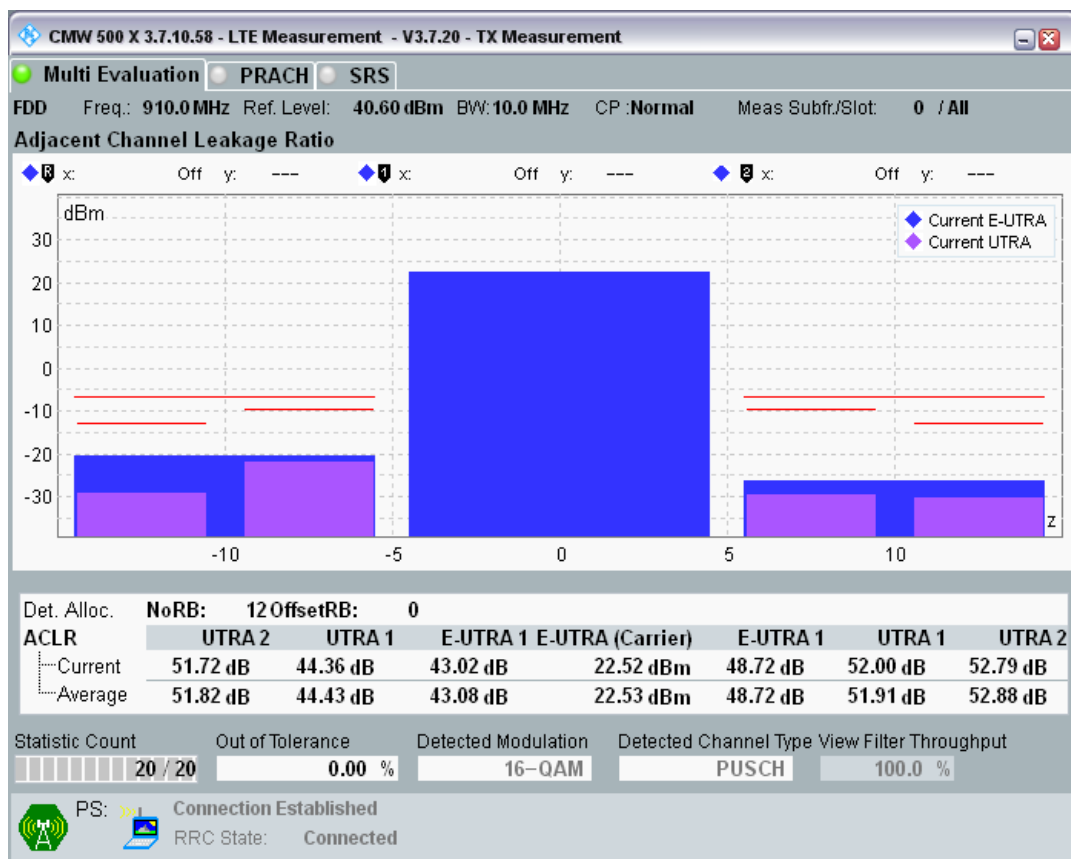 CMW 500 X 3.7.10.58 - LTE Measurement - V3.7.20 - TX Measurement
Multi Evaluation PRACH SRS
FDD Freq.: 910.0 MHz Ref. Level: 40.60 dBm BW: 10.0 MHz CP :Normal Meas Subfr./Slot: 0 / All
Adjacent Channel Leakage Ratio
R x: Off y: --- 1 x: Off y: --- 2 x: Off y: ---
dBm
Current E-UTRA
Current UTRA
30
20
10
0
-10
-20
-30
z
-10 -5 0 5 10
Det. Alloc. NoRB: 12 OffsetRB: 0
ACLR UTRA 2 UTRA 1 E-UTRA 1 E-UTRA (Carrier) E-UTRA 1 UTRA 1 UTRA 2
Current 51.72 dB 44.36 dB 43.02 dB 22.52 dBm 48.72 dB 52.00 dB 52.79 dB
Average 51.82 dB 44.43 dB 43.08 dB 22.53 dBm 48.72 dB 51.91 dB 52.88 dB
Statistic Count Out of Tolerance Detected Modulation Detected Channel Type View Filter Throughput
20 / 20 0.00 % 16-QAM PUSCH 100.0 %
PS: Connection Established
RRC State: Connected